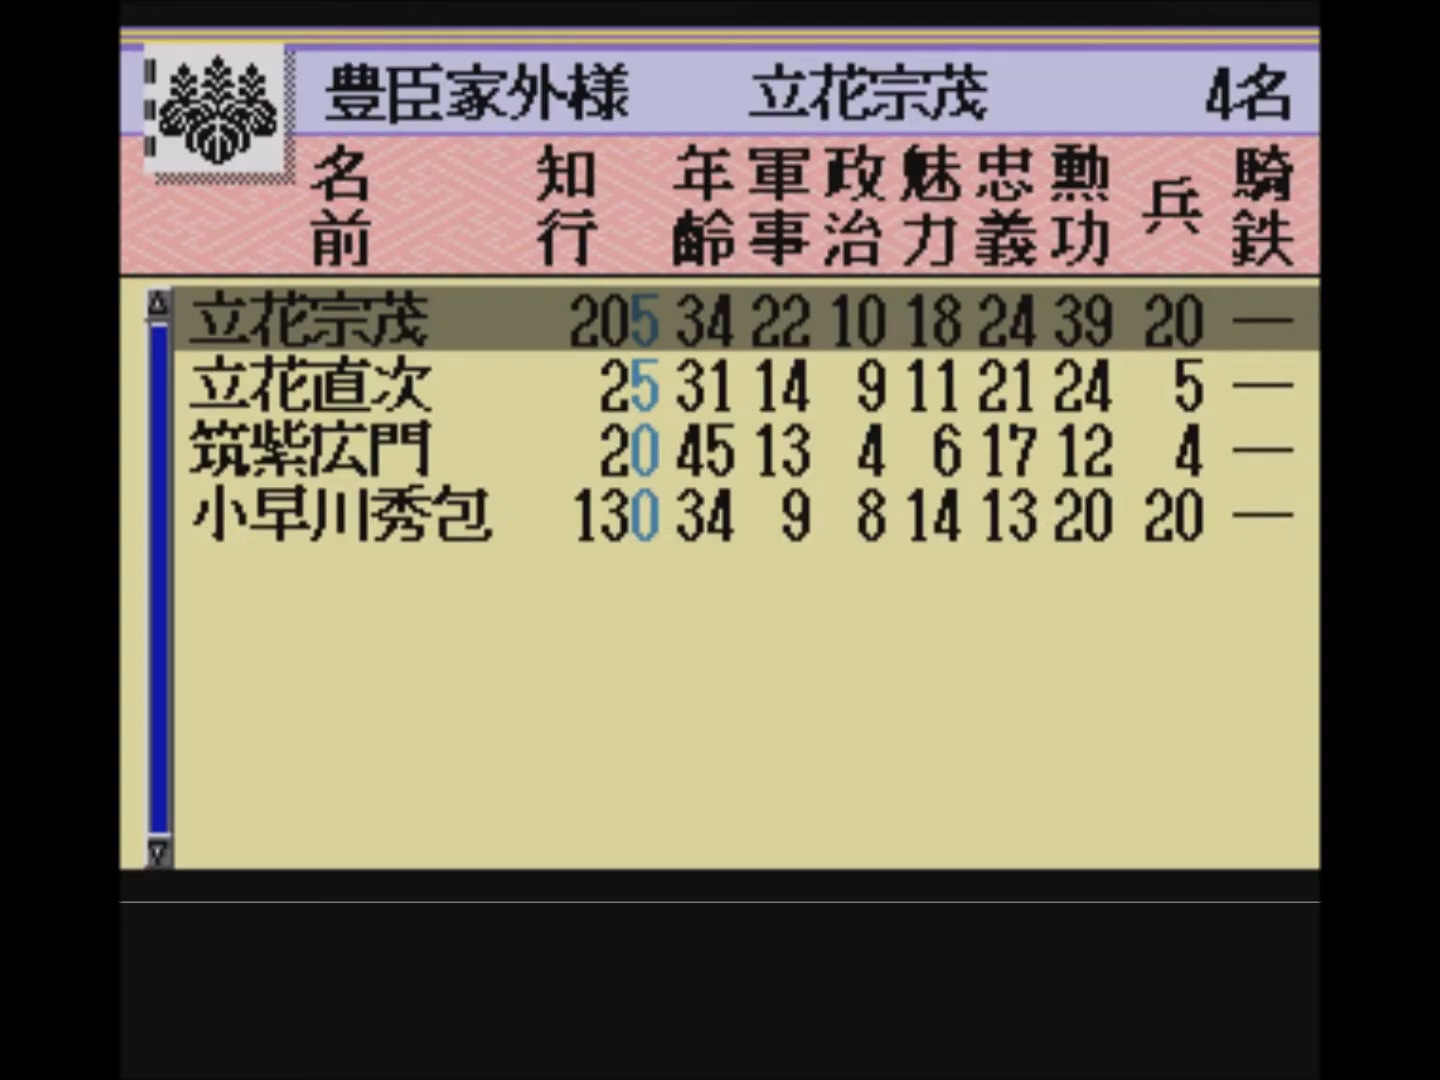 豊臣家外様 立花宗茂 4名
名前 知行 年齢 軍事 政治 魅力 忠義 勲功 兵 騎鉄
立花宗茂 205 34 22 10 18 24 39 20 —
立花直次 25 31 14 9 11 21 24 5 —
筑紫広門 20 45 13 4 6 17 12 4 —
小早川秀包 130 34 9 8 14 13 20 20 —